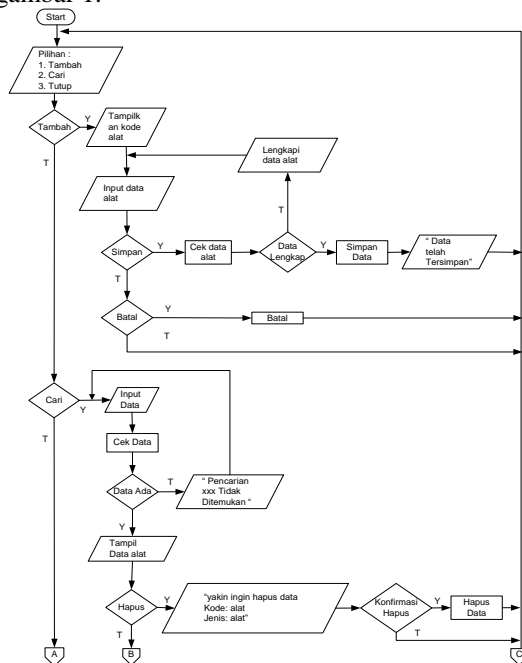 gambar 1.
Start
Pilihan :
1. Tambah
2. Cari
3. Tutup
Tambah
Y
T
Tampilk
an kode
alat
Lengkapi
data alat
Input data
alat
T
Simpan
Y
Cek data
alat
Data
Lengkap
Y
Simpan
Data
“ Data
telah
Tersimpan”
T
Batal
Y
Batal
T
Cari
Y
Input
Data
T
Cek Data
Data Ada
T
“ Pencarian
xxx Tidak
Ditemukan “
Y
Tampil
Data alat
Hapus
Y
“yakin ingin hapus data
Kode: alat
Jenis: alat”
Konfirmasi
Hapus
Y
Hapus
Data
T
T
A
B
C